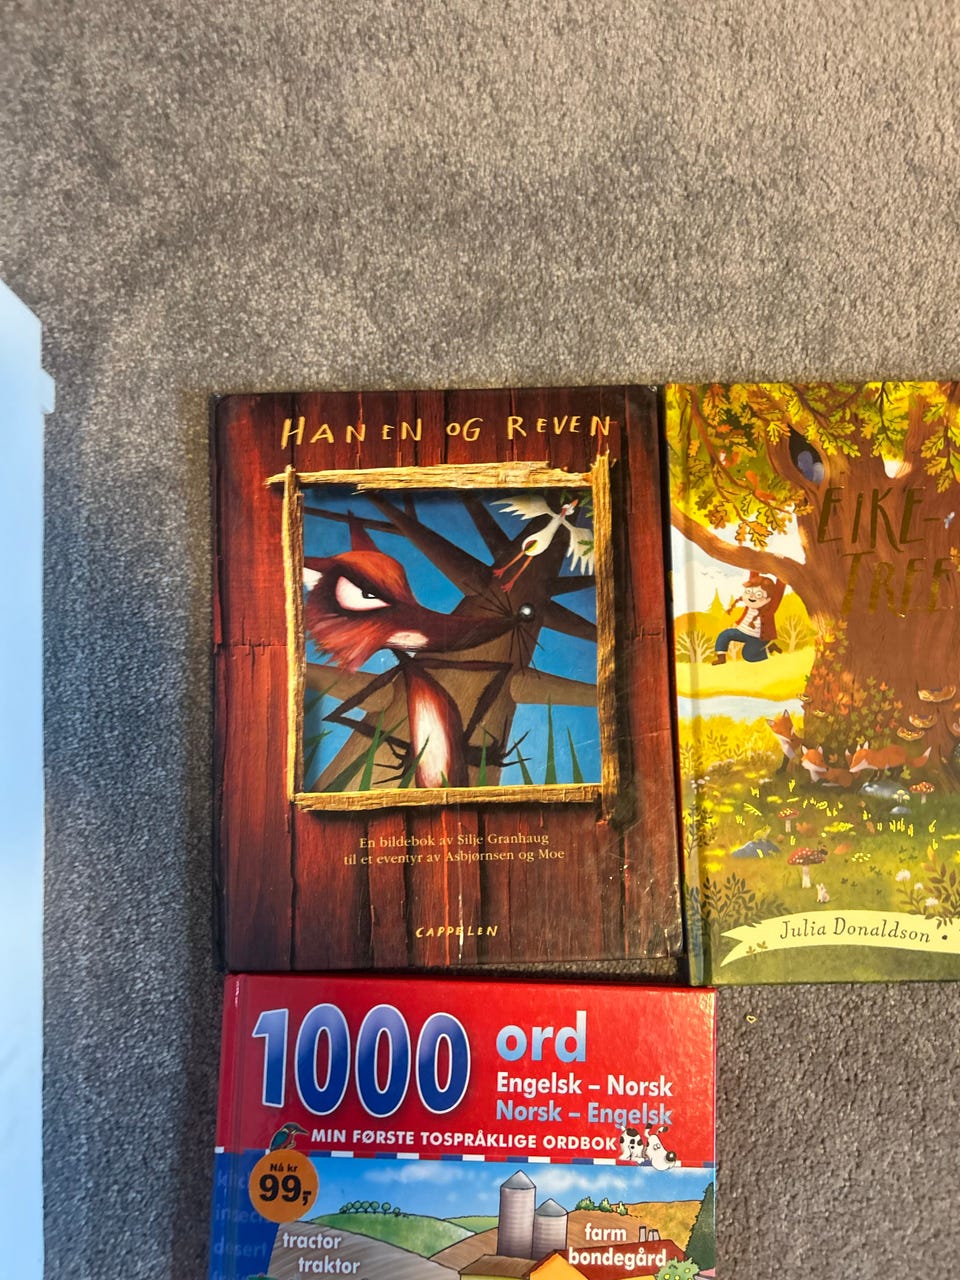 HANEN OG REVEN
En bildebok av Silje Granhaug
til et eventyr av Asbjørnsen og Moe
CAPPELEN
EIKE-
TREE
Julia Donaldson •
1000 ord
Engelsk – Norsk
Norsk – Engelsk
MIN FØRSTE TOSPRÅKLIGE ORDBOK
Nå kr
99,-
desert
tractor
traktor
farm
bondegård